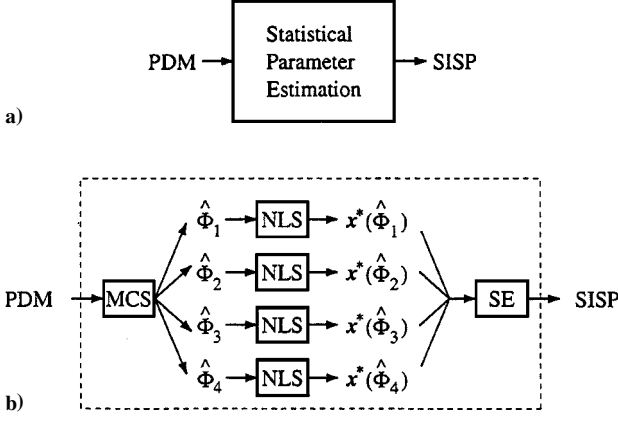 Statistical
PDM Parameter SISP
Estimation
a)
Φ̂₁ NLS x*(Φ̂₁)
Φ̂₂ NLS x*(Φ̂₂)
PDM MCS SE SISP
Φ̂₃ NLS x*(Φ̂₃)
Φ̂₄ NLS x*(Φ̂₄)
b)